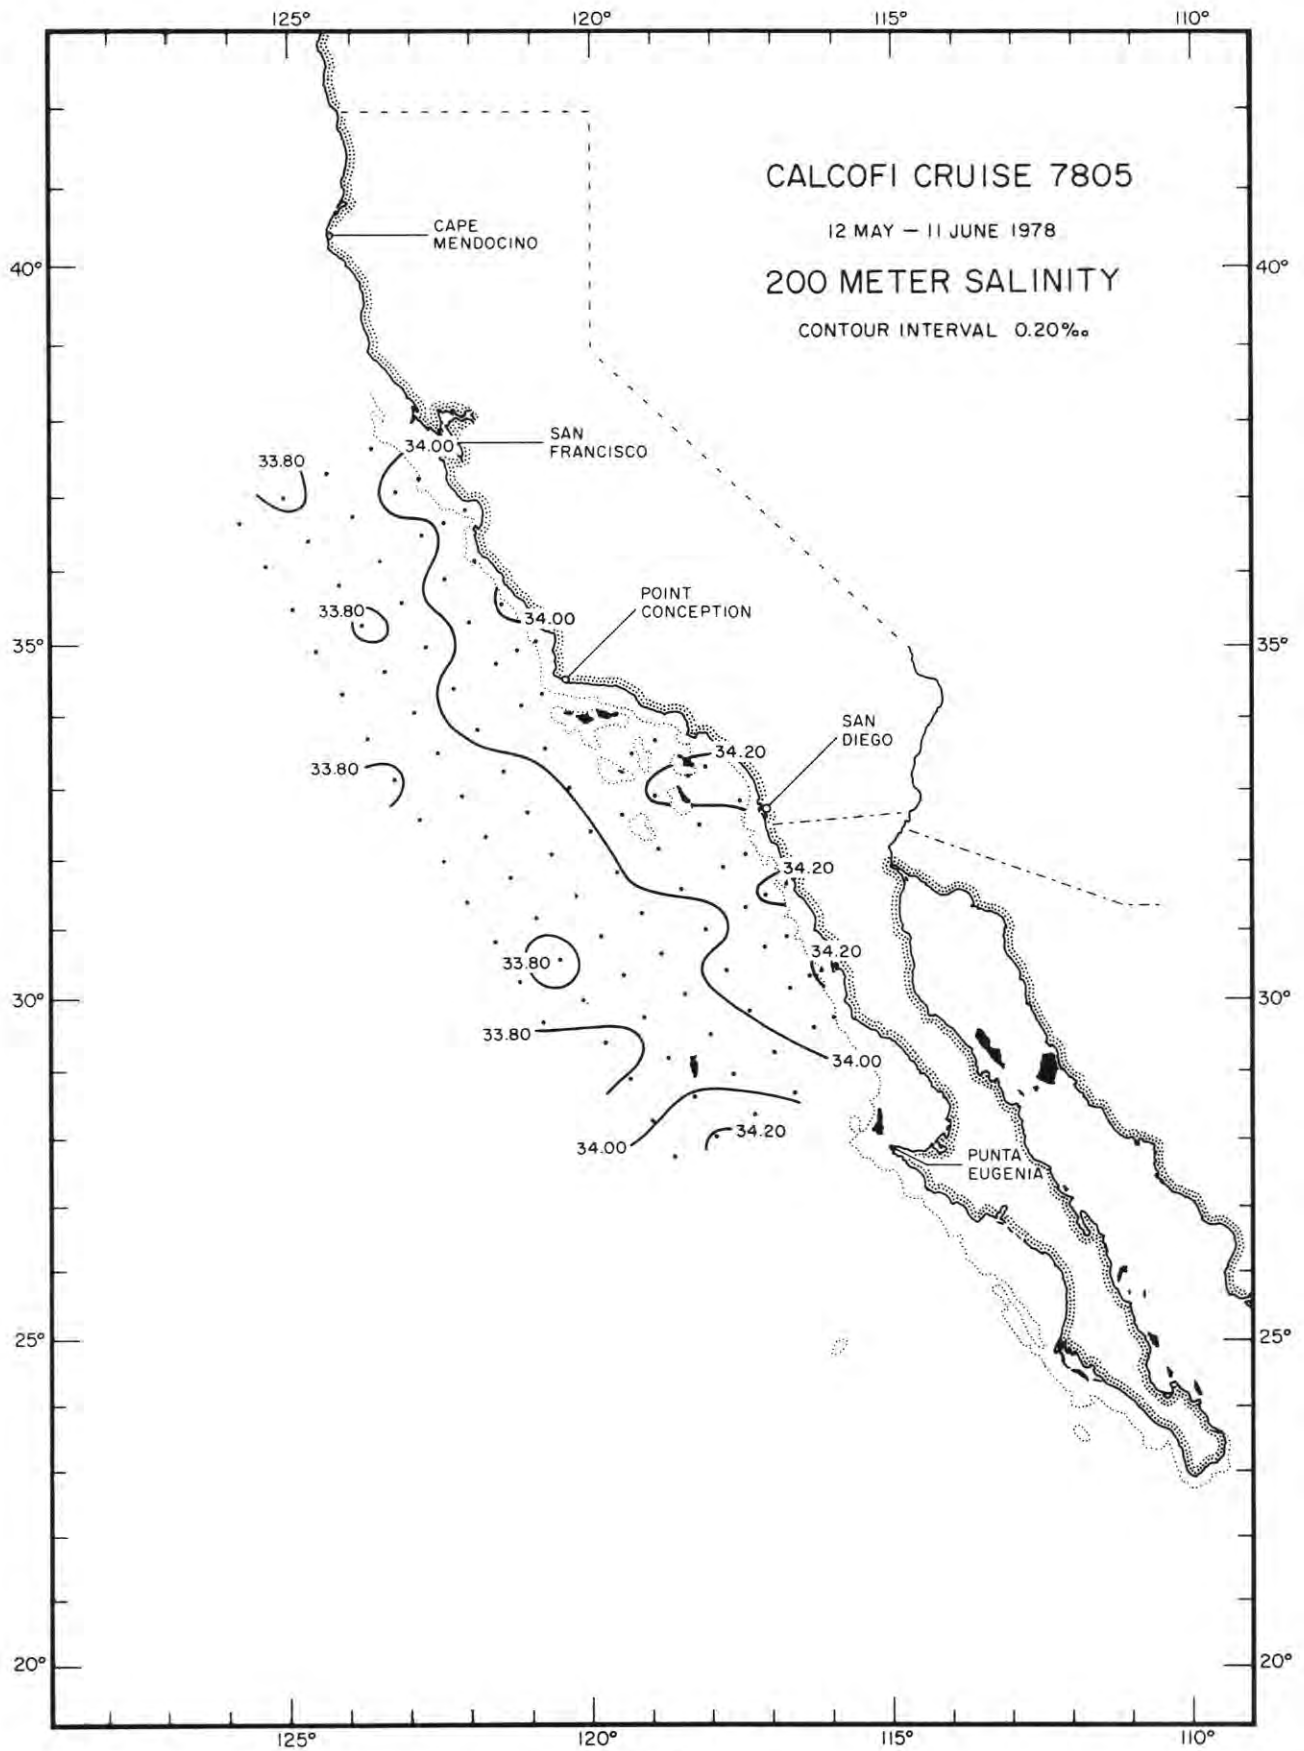 125°
120°
115°
110°
CALCOFI CRUISE 7805
12 MAY – 11 JUNE 1978
200 METER SALINITY
CONTOUR INTERVAL 0.20‰
CAPE
MENDOCINO
40°
40°
SAN
FRANCISCO
34.00
33.80
POINT
CONCEPTION
33.80
34.00
35°
35°
SAN
DIEGO
34.20
33.80
34.20
34.20
33.80
30°
30°
33.80
34.00
34.20
34.00
PUNTA
EUGENIA
25°
25°
20°
20°
125°
120°
115°
110°